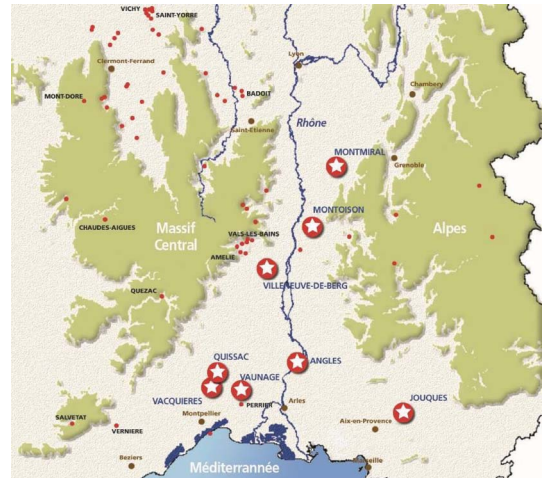 VICHY
SAINT-YORRE
Lyon
Clermont-Ferrand
Chambery
MONT-DORE
BADOIT
Rhône
Saint-Etienne
MONTMIRAL
Grenoble
MONTOISON
CHAUDES-AIGUES
Massif
Central
VALS-LES-BAINS
Alpes
AMELIE
VILLENEUVE-DE-BERG
QUEZAC
QUISSAC
ANGLES
VAUNAGE
VACQUIERES
PERRIER
Arles
JOUQUES
SALVETAT
Montpellier
VERNIERE
Aix-en-Provence
Beziers
Méditerrannée
Marseille